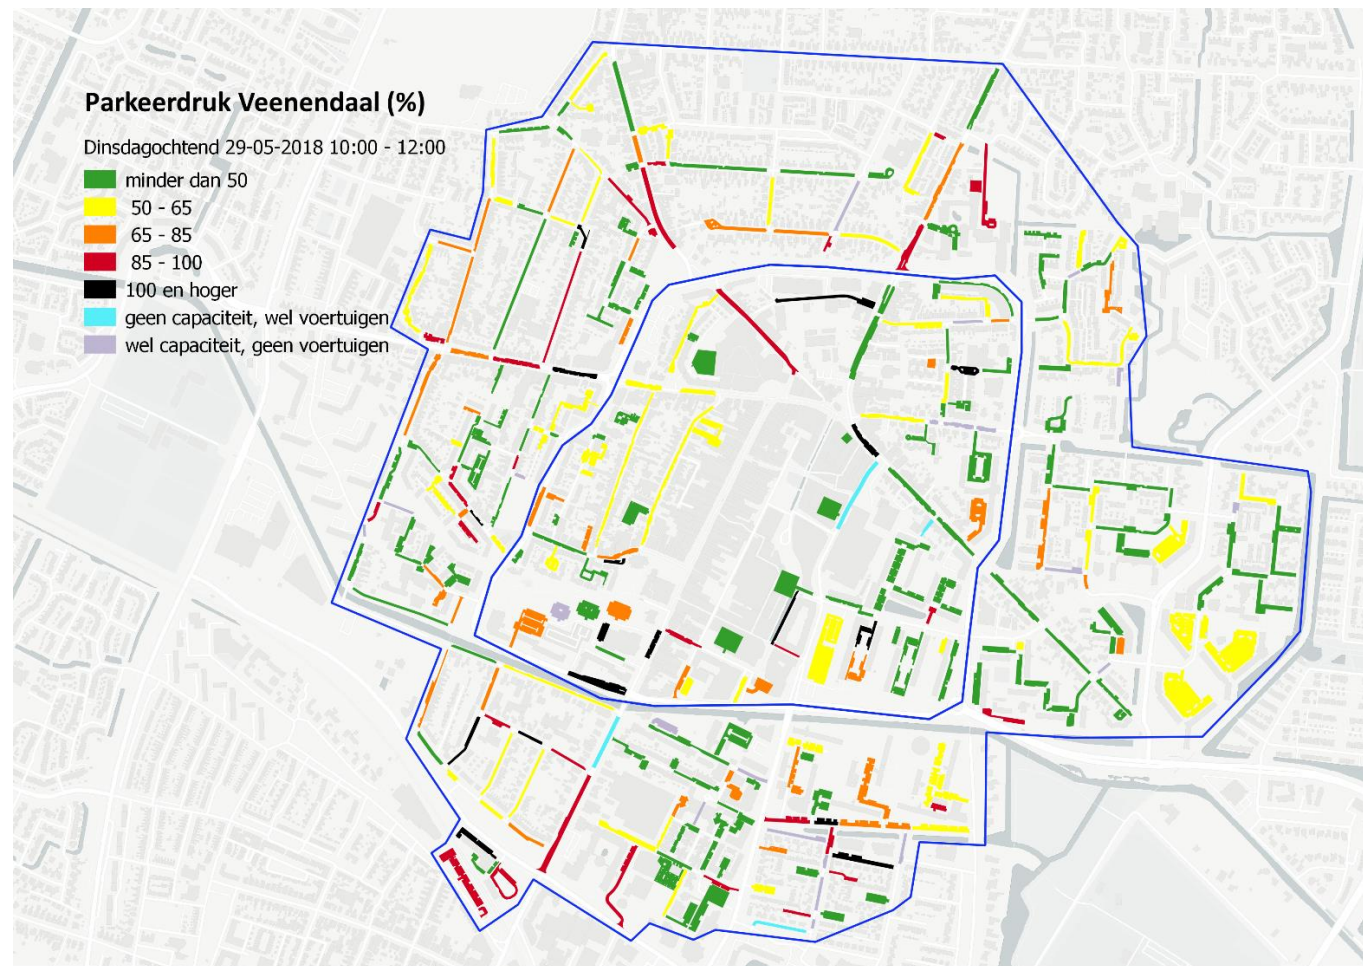 Parkeerdruk Veenendaal (%)
Dinsdagochtend 29-05-2018 10:00 - 12:00
minder dan 50
50 - 65
65 - 85
85 - 100
100 en hoger
geen capaciteit, wel voertuigen
wel capaciteit, geen voertuigen